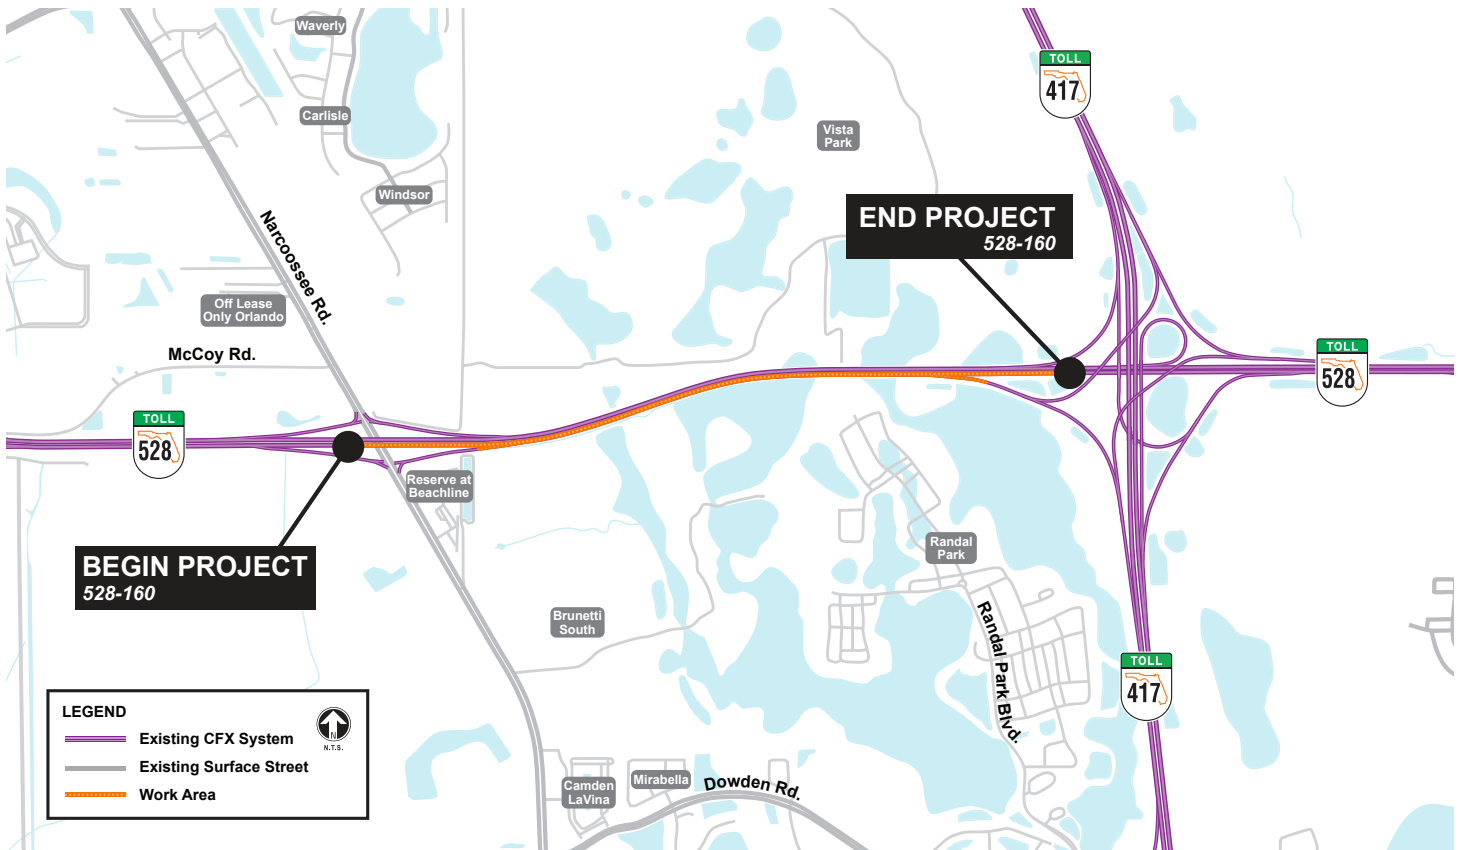 Waverly
TOLL
417
Carlisle
Vista
Park
Windsor
END PROJECT
528-160
Narcoossee Rd.
Off Lease
Only Orlando
McCoy Rd.
TOLL
528
TOLL
528
Reserve at
Beachline
BEGIN PROJECT
528-160
Randal
Park
Brunetti
South
Randal Park Blvd.
TOLL
417
LEGEND
N
N.T.S.
Existing CFX System
Existing Surface Street
Work Area
Camden
LaVina
Mirabella
Dowden Rd.